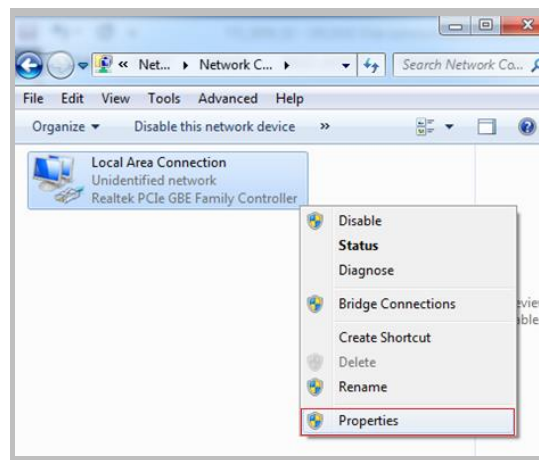 « Net... ▸ Network C... ▸
Search Network Co...
File Edit View Tools Advanced Help
Organize ▾ Disable this network device »
Local Area Connection
Unidentified network
Realtek PCIe GBE Family Controller
Disable
Status
Diagnose
Bridge Connections
Create Shortcut
Delete
Rename
Properties